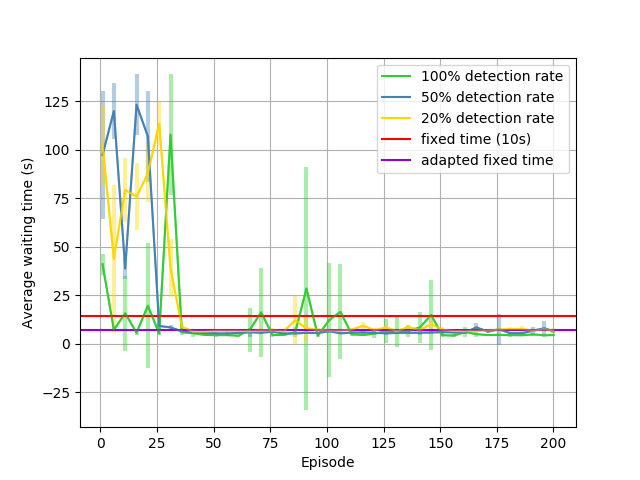 100% detection rate
50% detection rate
20% detection rate
fixed time (10s)
adapted fixed time
Average waiting time (s)
125
100
75
50
25
0
−25
0 25 50 75 100 125 150 175 200
Episode